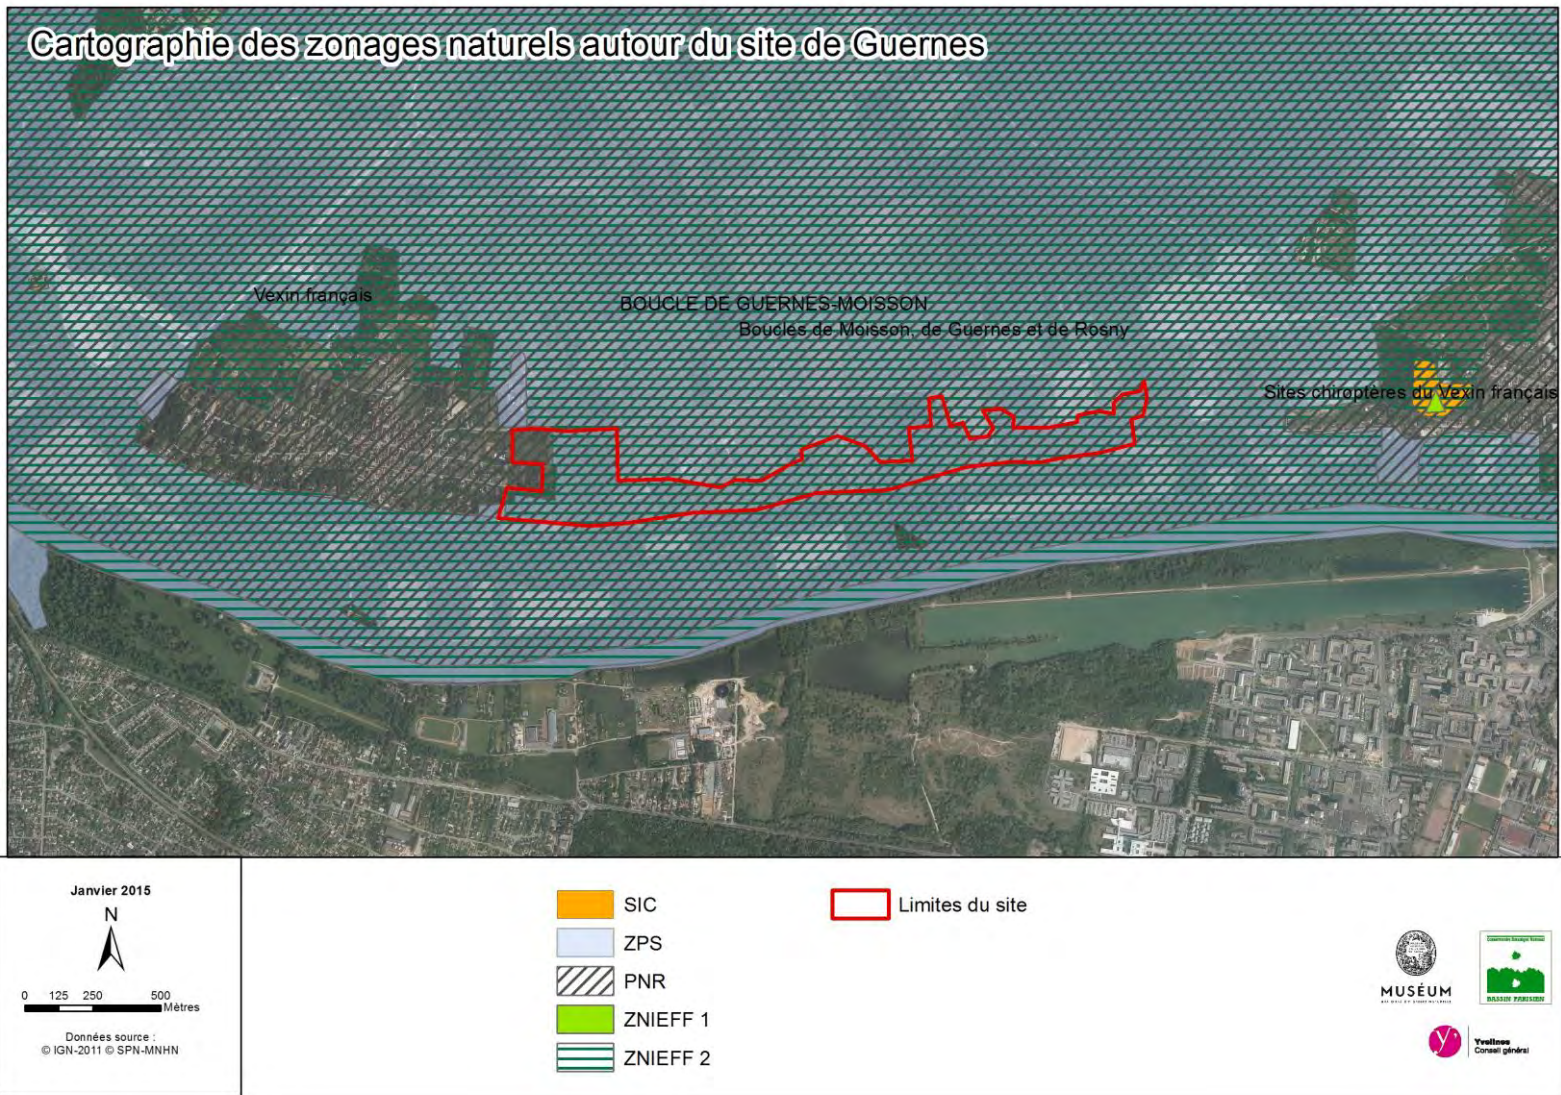 Cartographie des zonages naturels autour du site de Guernes
Vexin français
BOUCLE DE GUERNES-MOISSON
Boucles de Moisson, de Guernes et de Rosny
Sites chiroptères du Vexin français
Janvier 2015
N
0 125 250 500
Mètres
Données source :
© IGN-2011 © SPN-MNHN
SIC
ZPS
PNR
ZNIEFF 1
ZNIEFF 2
Limites du site
MUSÉUM
BASSIN PARISIEN
Yvelines
Conseil général